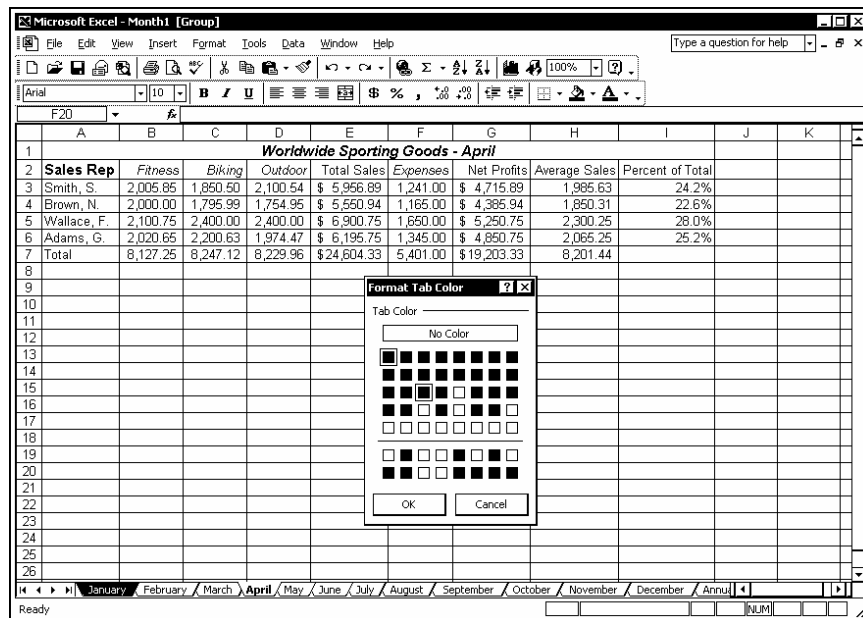 Microsoft Excel - Month1 [Group]
File Edit View Insert Format Tools Data Window Help Type a question for help
100%
Arial 10 B I U $ % ,
F20 fx
A B C D E F G H I J K
1 Worldwide Sporting Goods - April
2 Sales Rep Fitness Biking Outdoor Total Sales Expenses Net Profits Average Sales Percent of Total
3 Smith, S. 2,005.85 1,850.50 2,100.54 $ 5,956.89 1,241.00 $ 4,715.89 1,985.63 24.2%
4 Brown, N. 2,000.00 1,795.99 1,754.95 $ 5,550.94 1,165.00 $ 4,385.94 1,850.31 22.6%
5 Wallace, F. 2,100.75 2,400.00 2,400.00 $ 6,900.75 1,650.00 $ 5,250.75 2,300.25 28.0%
6 Adams, G. 2,020.65 2,200.63 1,974.47 $ 6,195.75 1,345.00 $ 4,850.75 2,065.25 25.2%
7 Total 8,127.25 8,247.12 8,229.96 $24,604.33 5,401.00 $19,203.33 8,201.44
8
9
10
11
12
13
14
15
16
17
18
19
20
21
22
23
24
25
26
Format Tab Color
Tab Color
No Color
OK Cancel
January February March April May June July August September October November December Annu
Ready NUM